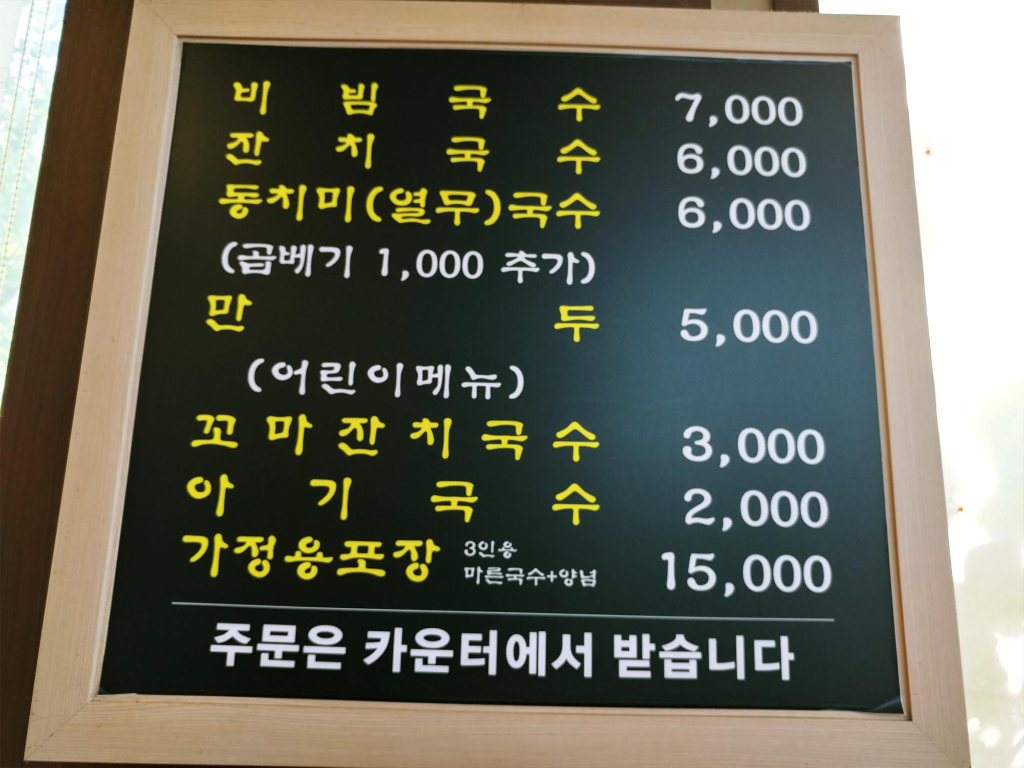 비빔국수 7,000
잔치국수 6,000
동치미(열무)국수 6,000
(곱베기 1,000 추가)
만두 5,000
(어린이메뉴)
꼬마잔치국수 3,000
아기국수 2,000
가정용포장 3인용 마른국수+양념 15,000
주문은 카운터에서 받습니다